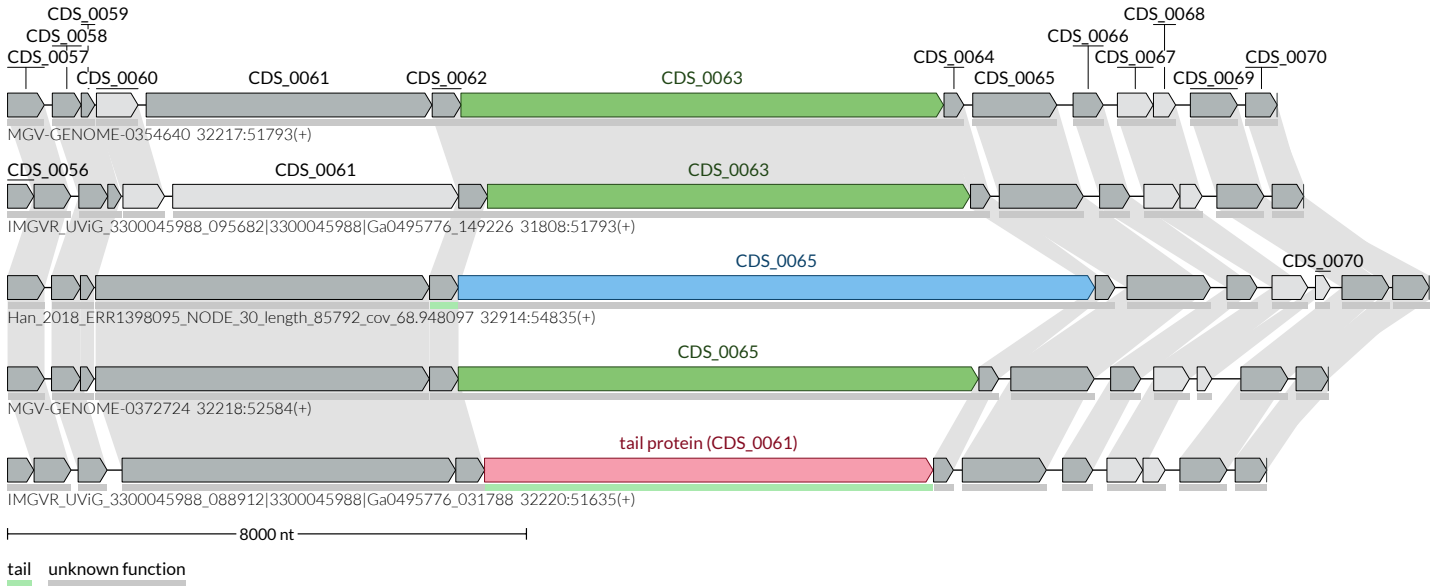 CDS_0059
CDS_0068
CDS_0058
CDS_0066
CDS_0057
CDS_0064
CDS_0067
CDS_0070
CDS_0060
CDS_0061
CDS_0062
CDS_0063
CDS_0065
CDS_0069
MGV-GENOME-0354640 32217:51793(+)
CDS_0056
CDS_0061
CDS_0063
IMGVR_UViG_3300045988_095682|3300045988|Ga0495776_149226 31808:51793(+)
CDS_0065
CDS_0070
Han_2018_ERR1398095_NODE_30_length_85792_cov_68.948097 32914:54835(+)
CDS_0065
MGV-GENOME-0372724 32218:52584(+)
tail protein (CDS_0061)
IMGVR_UViG_3300045988_088912|3300045988|Ga0495776_031788 32220:51635(+)
8000 nt
tail unknown function